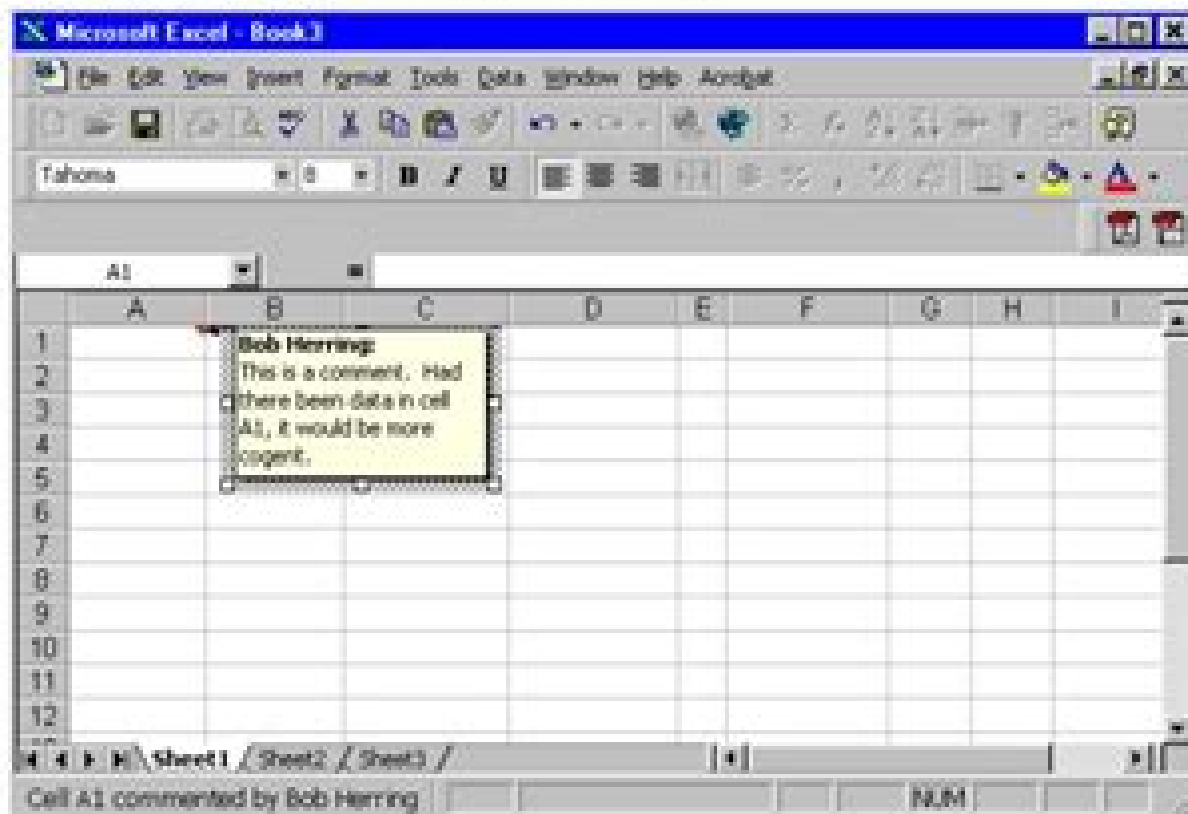 Microsoft Excel - Book3
File Edit View Insert Format Tools Data Window Help Acrobat
Tahoma 8 B I U A
A1 =
A B C D E F G H I
1
2
3
4
5
6
7
8
9
10
11
12
Bob Herring:
This is a comment. Had
there been data in cell
A1, it would be more
cogent.
Sheet1 Sheet2 Sheet3
Cell A1 commented by Bob Herring NUM